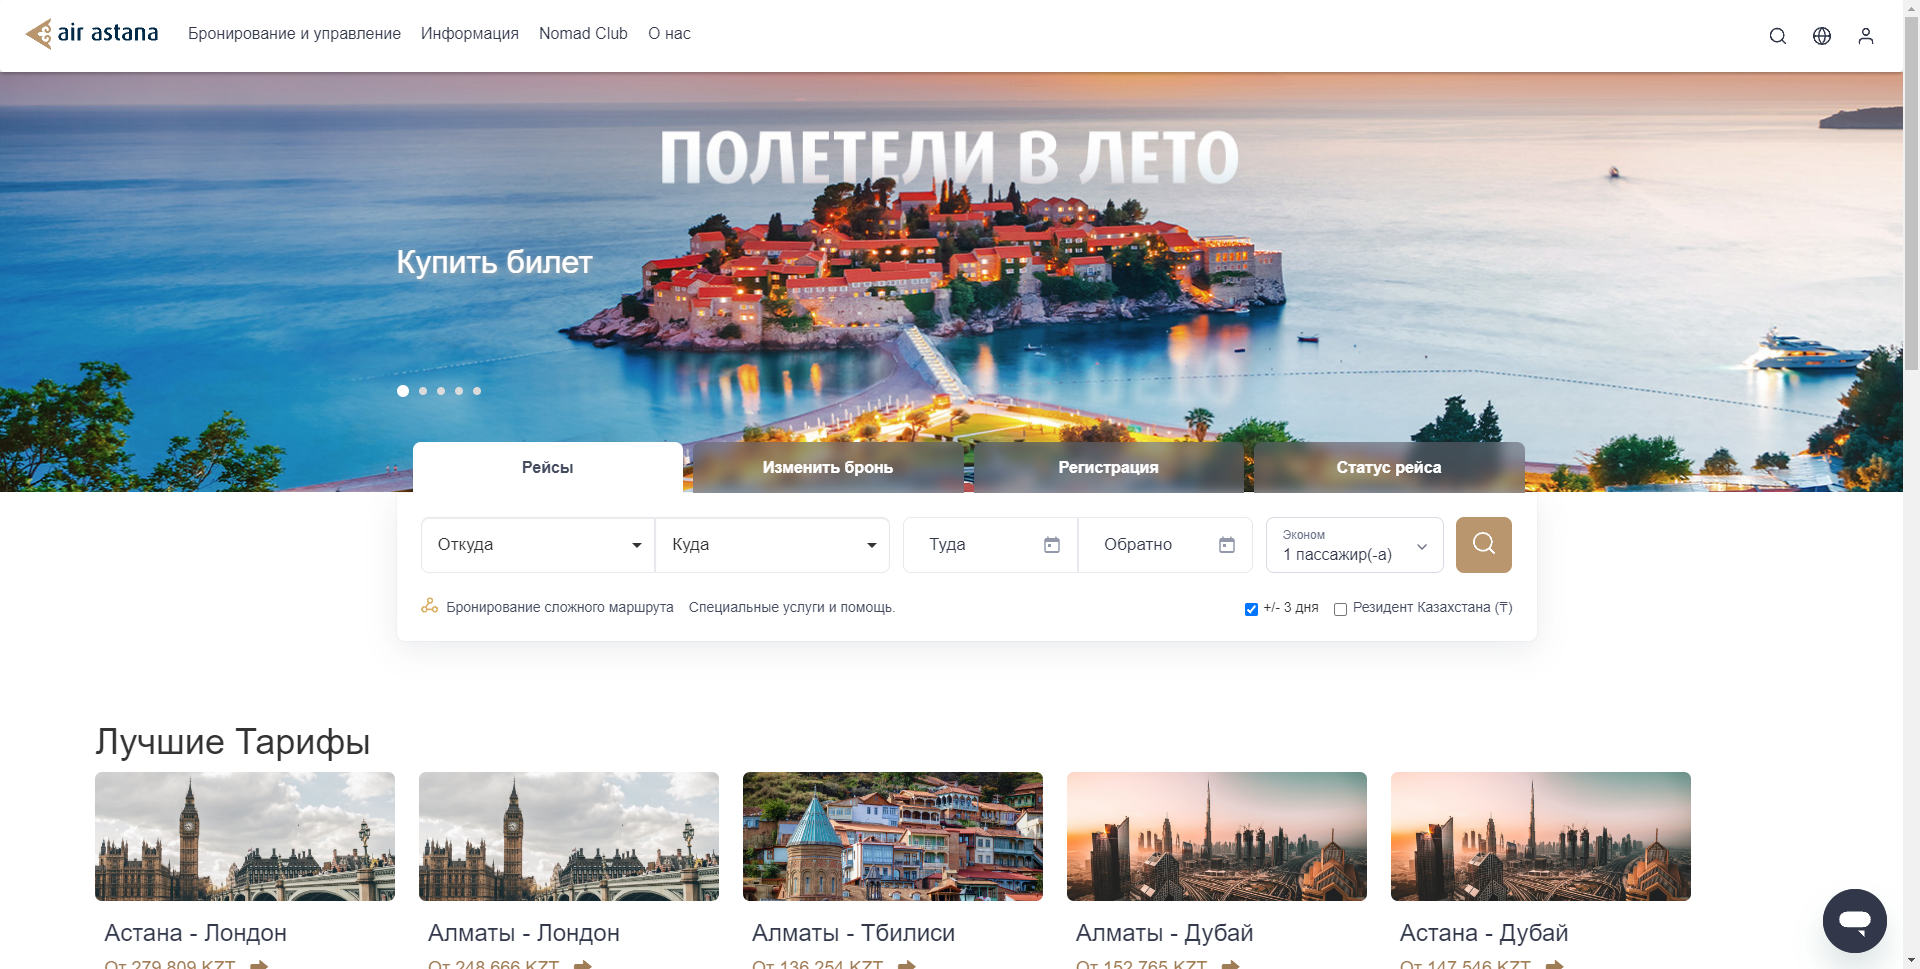 air astana
Бронирование и управление
Информация
Nomad Club
О нас
ПОЛЕТЕЛИ В ЛЕТО
Купить билет
Рейсы
Изменить бронь
Регистрация
Статус рейса
Откуда
Куда
Туда
Обратно
Эконом
1 пассажир(-а)
Бронирование сложного маршрута
Специальные услуги и помощь.
+/- 3 дня
Резидент Казахстана (₸)
Лучшие Тарифы
Астана - Лондон
Алматы - Лондон
Алматы - Тбилиси
Алматы - Дубай
Астана - Дубай
От 279 809 KZT
От 248 666 KZT
От 136 254 KZT
От 152 765 KZT
От 147 546 KZT